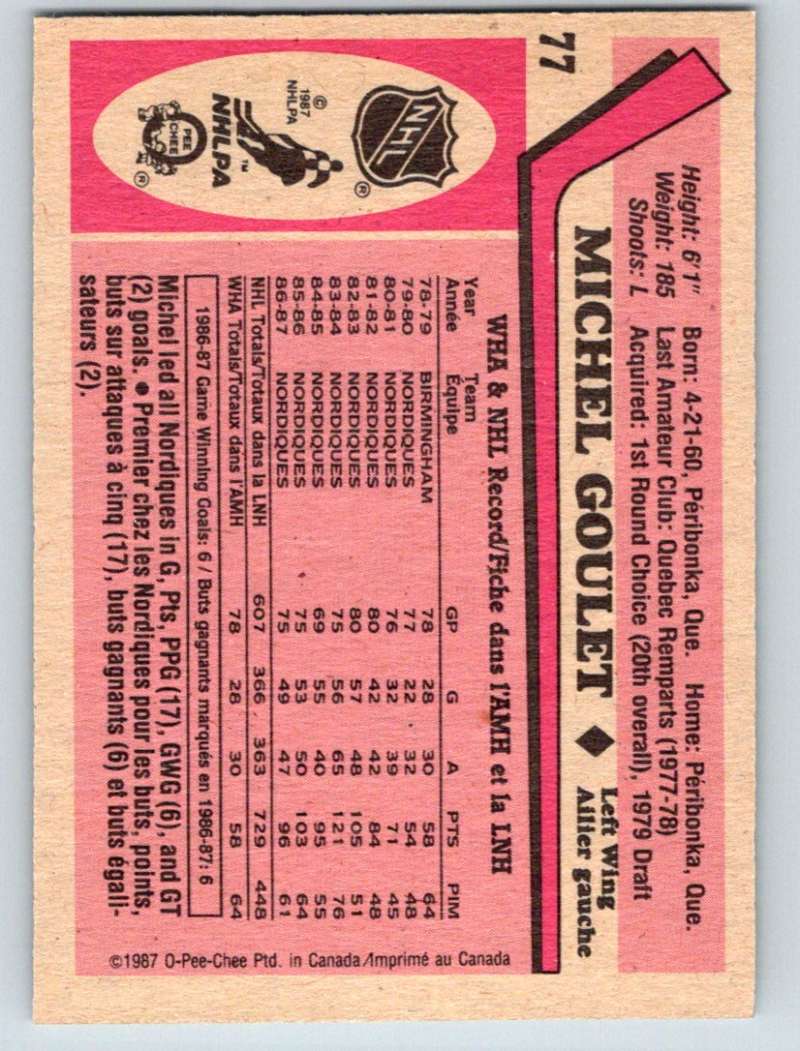 77
MICHEL GOULET ◆ Left Wing
Ailier gauche
Height: 6'1" Born: 4-21-60, Péribonka, Que. Home: Péribonka, Que.
Weight: 185 Last Amateur Club: Quebec Remparts (1977-78)
Shoots: L Acquired: 1st Round Choice (20th overall), 1979 Draft
NHL ®
© 1987 NHLPA
NHLPA ™
O PEE CHEE ®
WHA & NHL Record/Fiche dans l'AMH et la LNH
Year Team GP G A PTS PIM
Année Équipe
78-79 BIRMINGHAM 78 28 30 58 64
79-80 NORDIQUES 77 22 32 54 48
80-81 NORDIQUES 76 32 39 71 45
81-82 NORDIQUES 80 42 42 84 48
82-83 NORDIQUES 80 57 48 105 51
83-84 NORDIQUES 75 56 65 121 76
84-85 NORDIQUES 69 55 40 95 55
85-86 NORDIQUES 75 53 50 103 64
86-87 NORDIQUES 75 49 47 96 61
NHL Totals/Totaux dans la LNH 607 366 363 729 448
WHA Totals/Totaux dans l'AMH 78 28 30 58 64
1986-87 Game Winning Goals: 6 / Buts gagnants marqués en 1986-87: 6
Michel led all Nordiques in G, Pts, PPG (17), GWG (6), and GT
(2) goals. ● Premier chez les Nordiques pour les buts, points,
buts sur attaques à cinq (17), buts gagnants (6) et buts égali-
sateurs (2).
©1987 O-Pee-Chee Ptd. in Canada/Imprimé au Canada